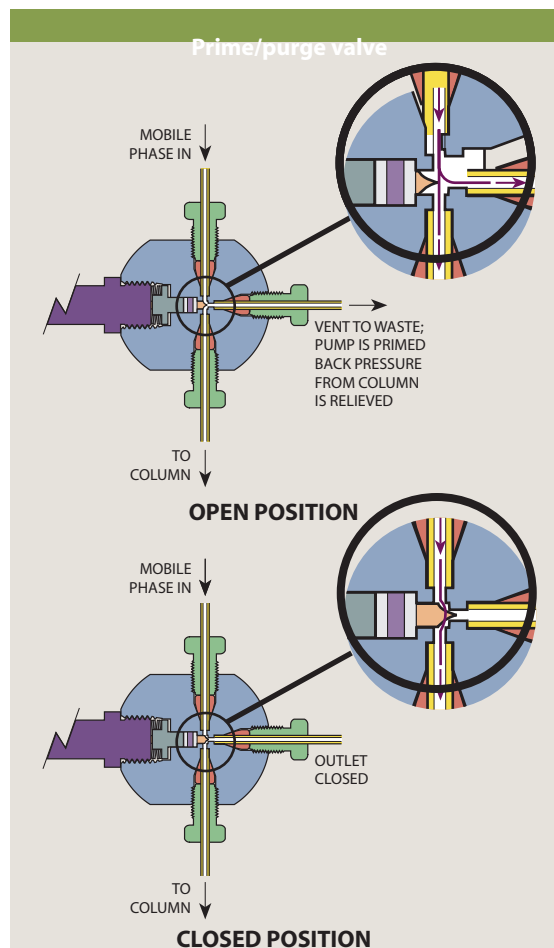 Prime/purge valve
MOBILE
PHASE IN
VENT TO WASTE;
PUMP IS PRIMED
BACK PRESSURE
FROM COLUMN
IS RELIEVED
TO
COLUMN
OPEN POSITION
MOBILE
PHASE IN
OUTLET
CLOSED
TO
COLUMN
CLOSED POSITION